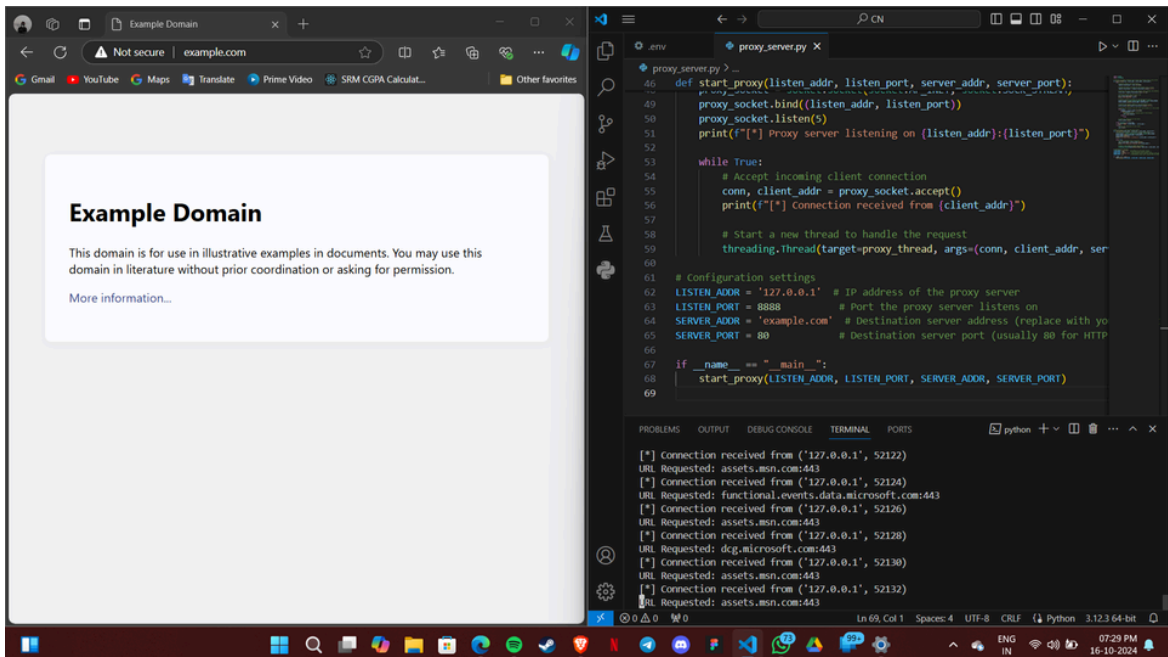 Example Domain
Not secure | example.com
Gmail YouTube Maps Translate Prime Video SRM CGPA Calculat... Other favorites
Example Domain
This domain is for use in illustrative examples in documents. You may use this
domain in literature without prior coordination or asking for permission.
More information...
CN
.env proxy_server.py
proxy_server.py > ...
46 def start_proxy(listen_addr, listen_port, server_addr, server_port):
49 proxy_socket.bind((listen_addr, listen_port))
50 proxy_socket.listen(5)
51 print(f"[*] Proxy server listening on {listen_addr}:{listen_port}")
52
53 while True:
54 # Accept incoming client connection
55 conn, client_addr = proxy_socket.accept()
56 print(f"[*] Connection received from {client_addr}")
57
58 # Start a new thread to handle the request
59 threading.Thread(target=proxy_thread, args=(conn, client_addr, ser
60
61 # Configuration settings
62 LISTEN_ADDR = '127.0.0.1' # IP address of the proxy server
63 LISTEN_PORT = 8888 # Port the proxy server listens on
64 SERVER_ADDR = 'example.com' # Destination server address (replace with yo
65 SERVER_PORT = 80 # Destination server port (usually 80 for HTTP
66
67 if __name__ == "__main__":
68 start_proxy(LISTEN_ADDR, LISTEN_PORT, SERVER_ADDR, SERVER_PORT)
69
PROBLEMS OUTPUT DEBUG CONSOLE TERMINAL PORTS python
[*] Connection received from ('127.0.0.1', 52122)
URL Requested: assets.msn.com:443
[*] Connection received from ('127.0.0.1', 52124)
URL Requested: functional.events.data.microsoft.com:443
[*] Connection received from ('127.0.0.1', 52126)
URL Requested: assets.msn.com:443
[*] Connection received from ('127.0.0.1', 52128)
URL Requested: dcg.microsoft.com:443
[*] Connection received from ('127.0.0.1', 52130)
URL Requested: assets.msn.com:443
[*] Connection received from ('127.0.0.1', 52132)
URL Requested: assets.msn.com:443
0 0 0 Ln 69, Col 1 Spaces: 4 UTF-8 CRLF Python 3.12.3 64-bit
73 99+ ENG 07:29 PM
IN 16-10-2024